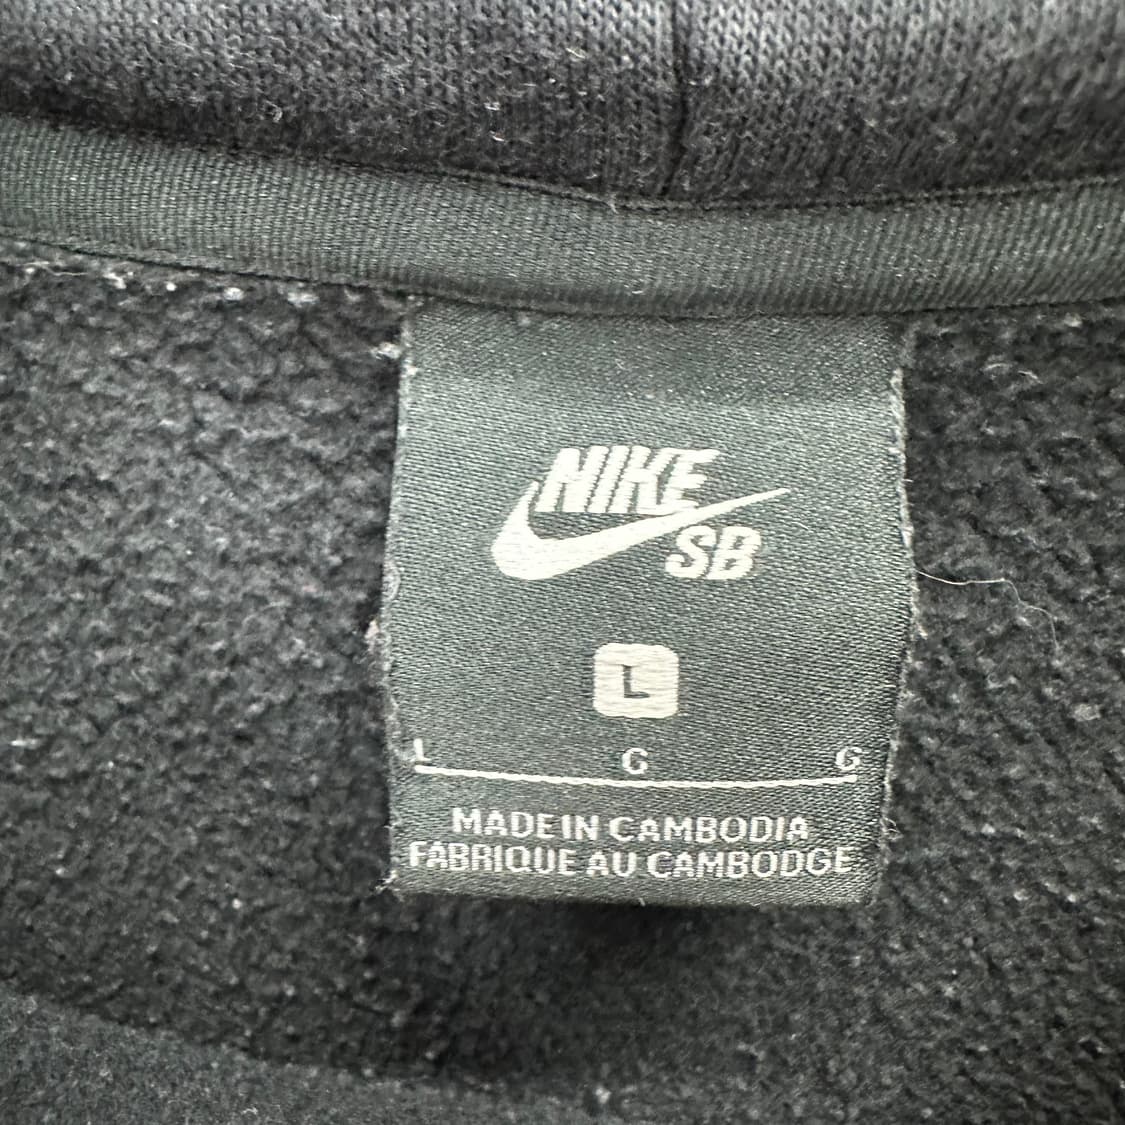 NIKE
SB
L
L G G
MADE IN CAMBODIA
FABRIQUE AU CAMBODGE